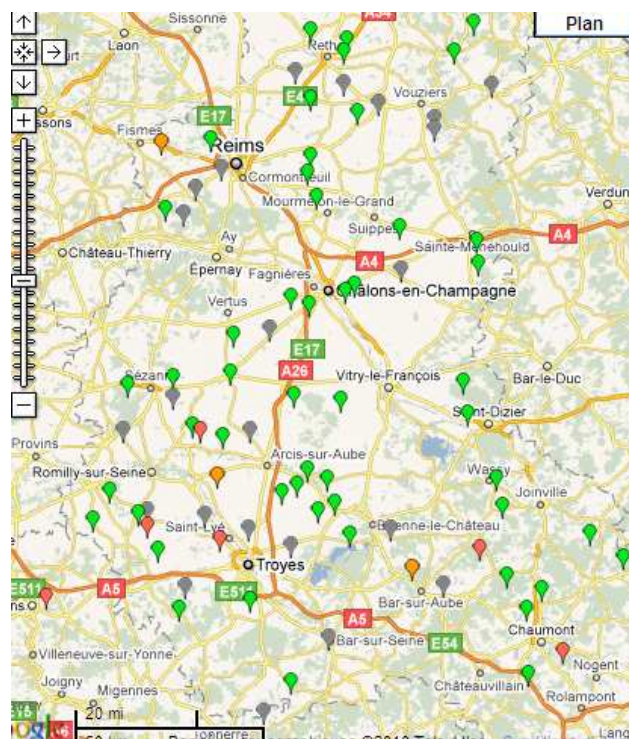 Sissonne
A34
Plan
Laon
Rethel
Vouziers
E17
Fismes
Reims
Cormontreuil
Verdun
Mourmelon-le-Grand
Suippes
Ay
Sainte-Menehould
A4
Château-Thierry
A4
Épernay
Fagnières
Châlons-en-Champagne
Vertus
E17
A26
Bar-le-Duc
Sézanne
Vitry-le-François
Saint-Dizier
Provins
Arcis-sur-Aube
Romilly-sur-Seine
Wassy
Joinville
Saint-Lyé
Brienne-le-Château
Troyes
E511
A5
E511
Bar-sur-Aube
A5
Chaumont
Bar-sur-Seine
E54
Villeneuve-sur-Yonne
Nogent
Joigny
Migennes
Châteauvillain
Rolampont
20 mi
Tonnerre